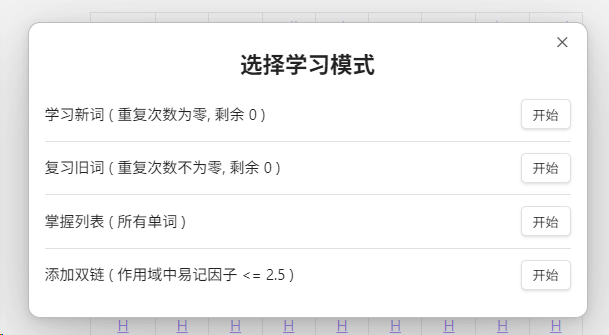 选择学习模式
学习新词 ( 重复次数为零, 剩余 0 ) 开始
复习旧词 ( 重复次数不为零, 剩余 0 ) 开始
掌握列表 ( 所有单词 ) 开始
添加双链 ( 作用域中易记因子 <= 2.5 ) 开始
H H H H H H H H H